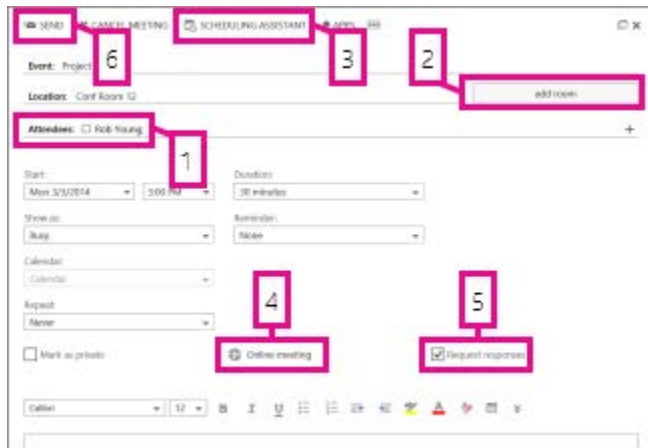 SEND CANCEL MEETING SCHEDULING ASSISTANT APPS
6
3
2
Event: Project
Location: Conf Room 12
add room
Attendees: Rob Young
+
1
Start:
Duration:
Mon 3/3/2014
3:00 PM
30 minutes
Show as:
Reminder:
Busy
None
Calendar:
Calendar
4
5
Repeat:
Never
Mark as private
Online meeting
Request responses
Calibri
12
B I U
A